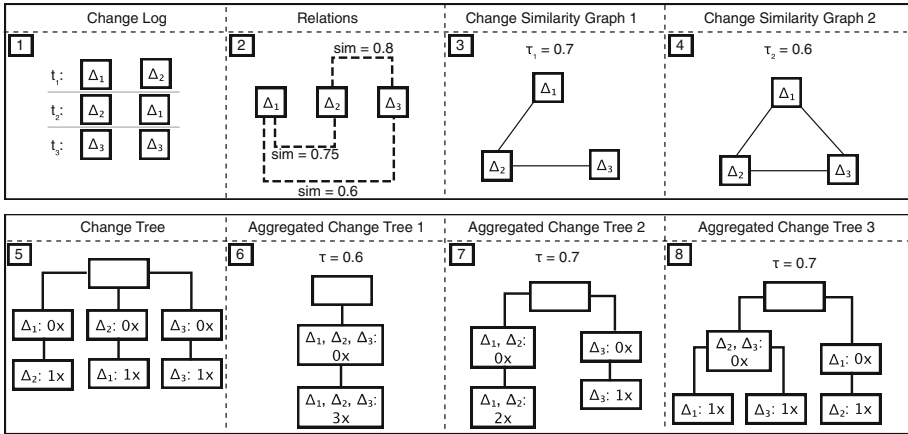 Change Log
Relations
Change Similarity Graph 1
Change Similarity Graph 2
1
t₁: Δ₁ Δ₂
t₂: Δ₂ Δ₁
t₃: Δ₃ Δ₃
2
sim = 0.8
Δ₁ Δ₂ Δ₃
sim = 0.75
sim = 0.6
3
τ₁ = 0.7
Δ₁
Δ₂ Δ₃
4
τ₂ = 0.6
Δ₁
Δ₂ Δ₃
Change Tree
Aggregated Change Tree 1
Aggregated Change Tree 2
Aggregated Change Tree 3
5
Δ₁: 0x Δ₂: 0x Δ₃: 0x
Δ₂: 1x Δ₁: 1x Δ₃: 1x
6
τ = 0.6
Δ₁, Δ₂, Δ₃:
0x
Δ₁, Δ₂, Δ₃:
3x
7
τ = 0.7
Δ₁, Δ₂:
0x
Δ₃: 0x
Δ₁, Δ₂:
2x
Δ₃: 1x
8
τ = 0.7
Δ₂, Δ₃:
0x
Δ₁: 0x
Δ₁: 1x Δ₃: 1x Δ₂: 1x